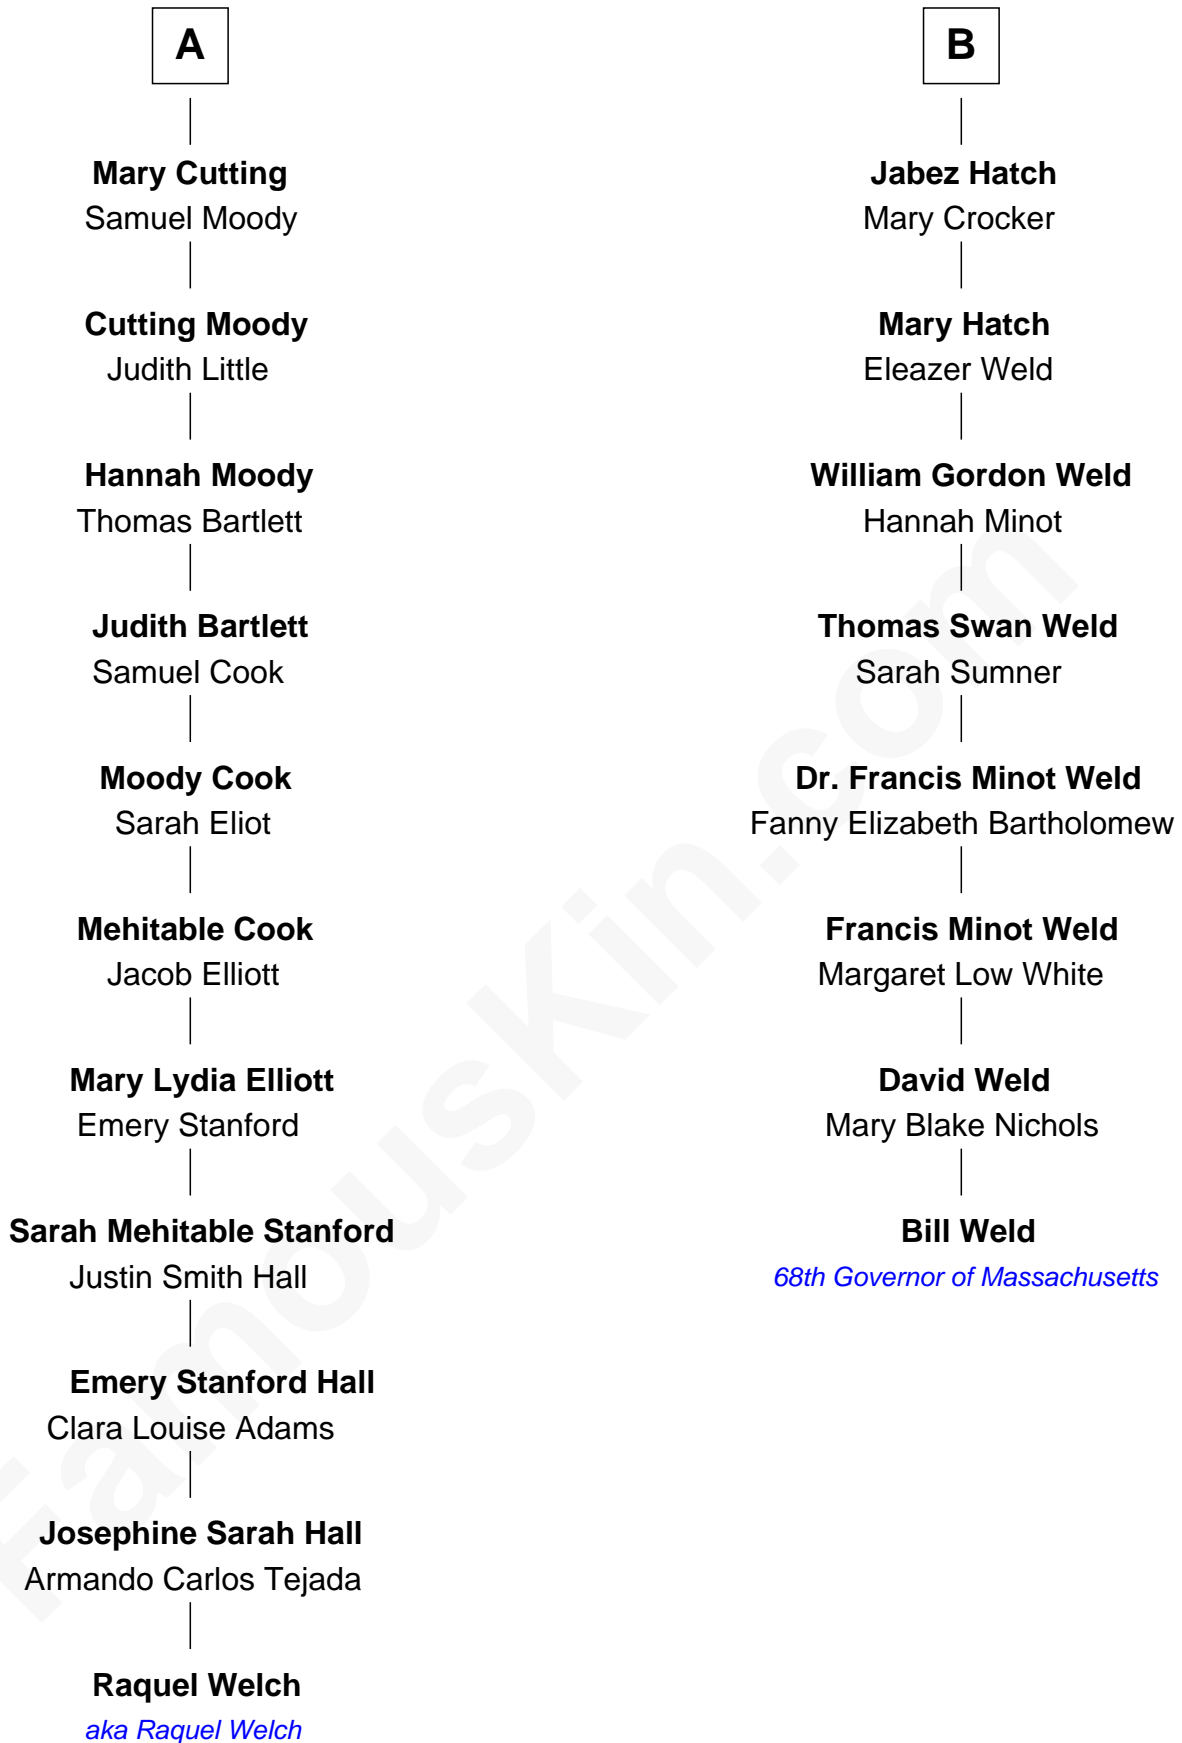 A
Mary Cutting
Samuel Moody
Cutting Moody
Judith Little
Hannah Moody
Thomas Bartlett
Judith Bartlett
Samuel Cook
Moody Cook
Sarah Eliot
Mehitable Cook
Jacob Elliott
Mary Lydia Elliott
Emery Stanford
Sarah Mehitable Stanford
Justin Smith Hall
Emery Stanford Hall
Clara Louise Adams
Josephine Sarah Hall
Armando Carlos Tejada
Raquel Welch
aka Raquel Welch
B
Jabez Hatch
Mary Crocker
Mary Hatch
Eleazer Weld
William Gordon Weld
Hannah Minot
Thomas Swan Weld
Sarah Sumner
Dr. Francis Minot Weld
Fanny Elizabeth Bartholomew
Francis Minot Weld
Margaret Low White
David Weld
Mary Blake Nichols
Bill Weld
68th Governor of Massachusetts
FamousKin.com